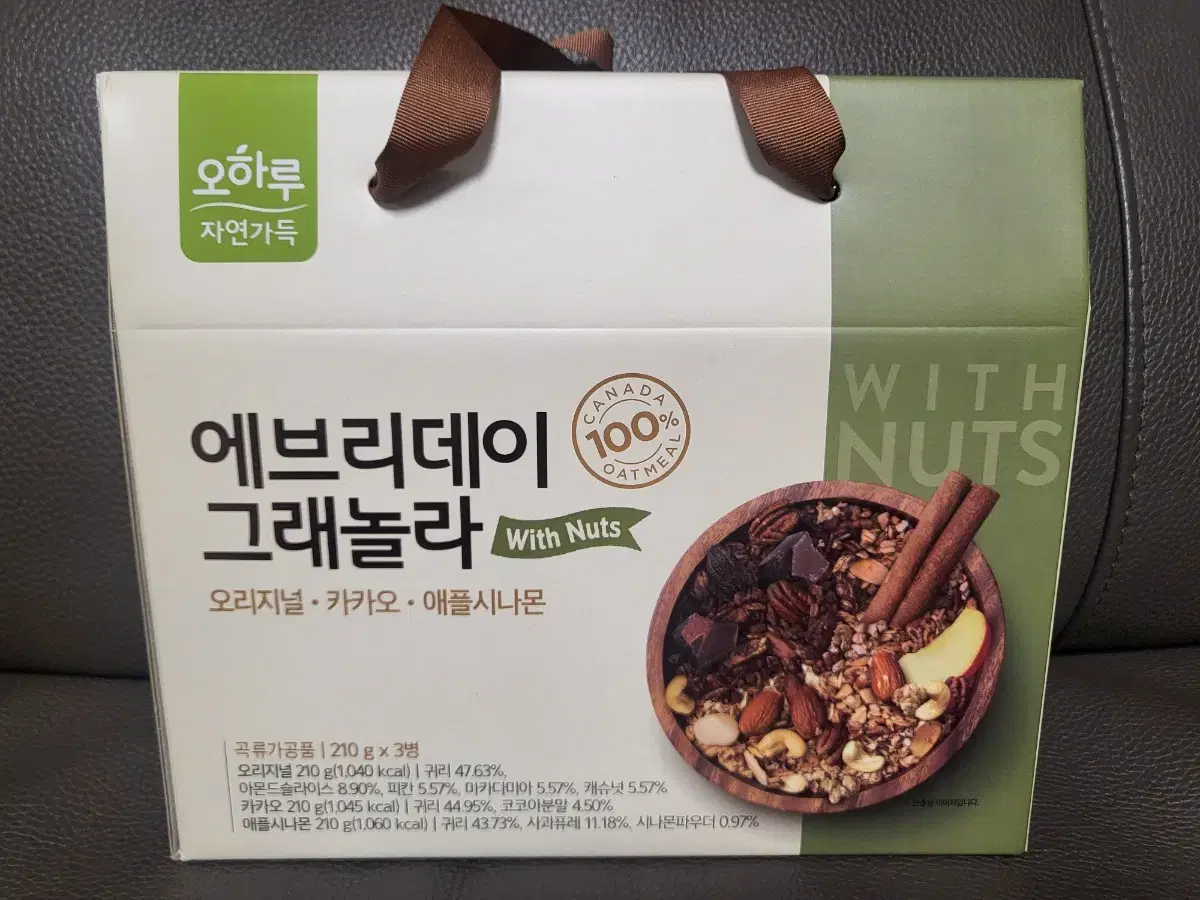 오하루
자연가득
WITH
NUTS
에브리데이
그래놀라
With Nuts
CANADA
100%
OATMEAL
오리지널 · 카카오 · 애플시나몬
곡류가공품 | 210 g x 3병
오리지널 210 g(1,040 kcal) | 귀리 47.63%,
아몬드슬라이스 8.90%, 피칸 5.57%, 마카다미아 5.57%, 캐슈넛 5.57%
카카오 210 g(1,045 kcal) | 귀리 44.95%, 코코아분말 4.50%
애플시나몬 210 g(1,060 kcal) | 귀리 43.73%, 사과퓨레 11.18%, 시나몬파우더 0.97%
이미지입니다.